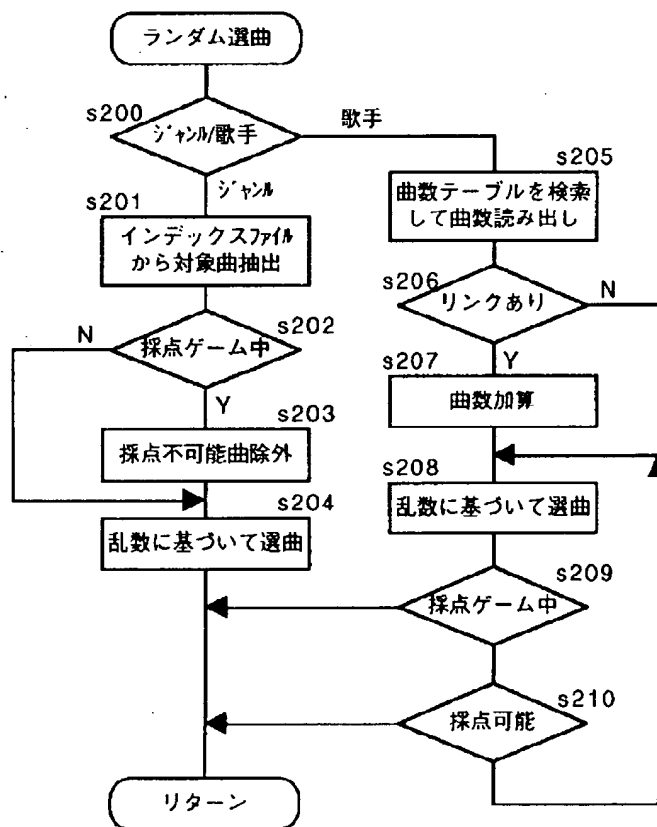 ランダム選曲
s200
ジャンル/歌手
歌手
ジャンル
s201
インデックスファイル
から対象曲抽出
s202
採点ゲーム中
N
Y
s203
採点不可能曲除外
s204
乱数に基づいて選曲
s205
曲数テーブルを検索
して曲数読み出し
s206
リンクあり
N
Y
s207
曲数加算
s208
乱数に基づいて選曲
s209
採点ゲーム中
s210
採点可能
リターン